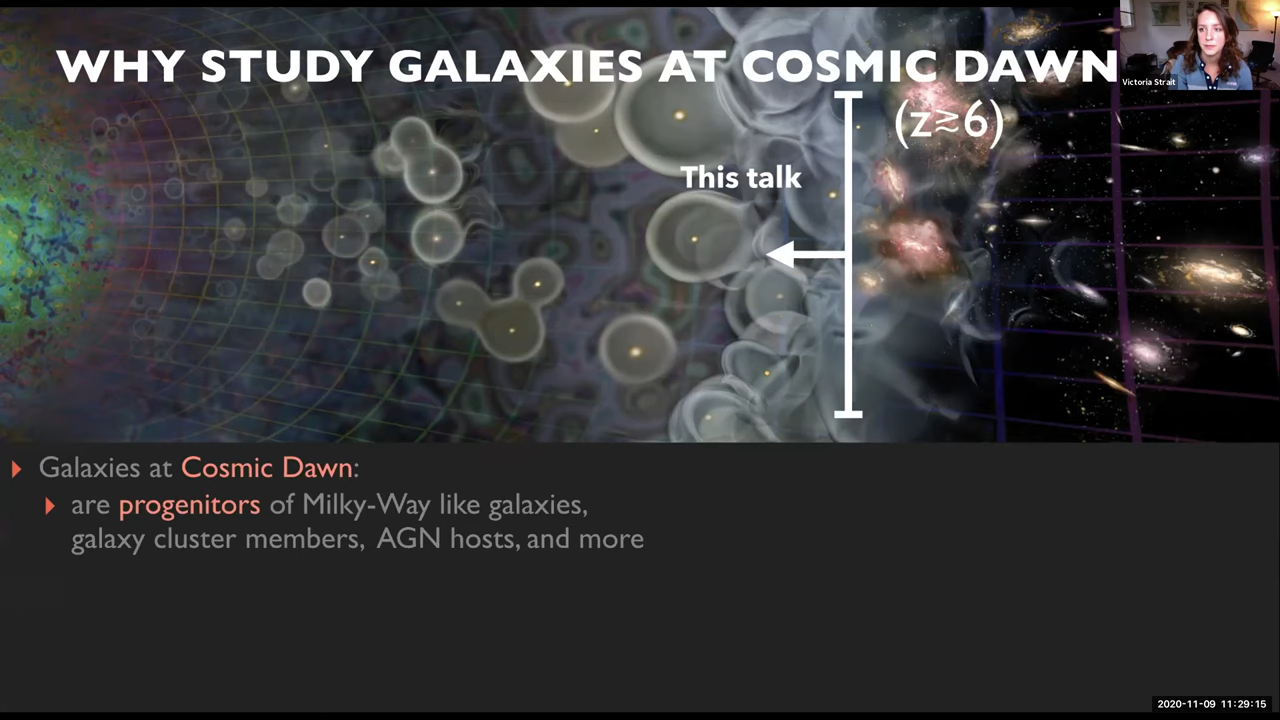 WHY STUDY GALAXIES AT COSMIC DAWN
(z≳6)
Victoria Strait
This talk
Galaxies at Cosmic Dawn:
are progenitors of Milky-Way like galaxies,
galaxy cluster members, AGN hosts, and more
2020-11-09 11:29:15